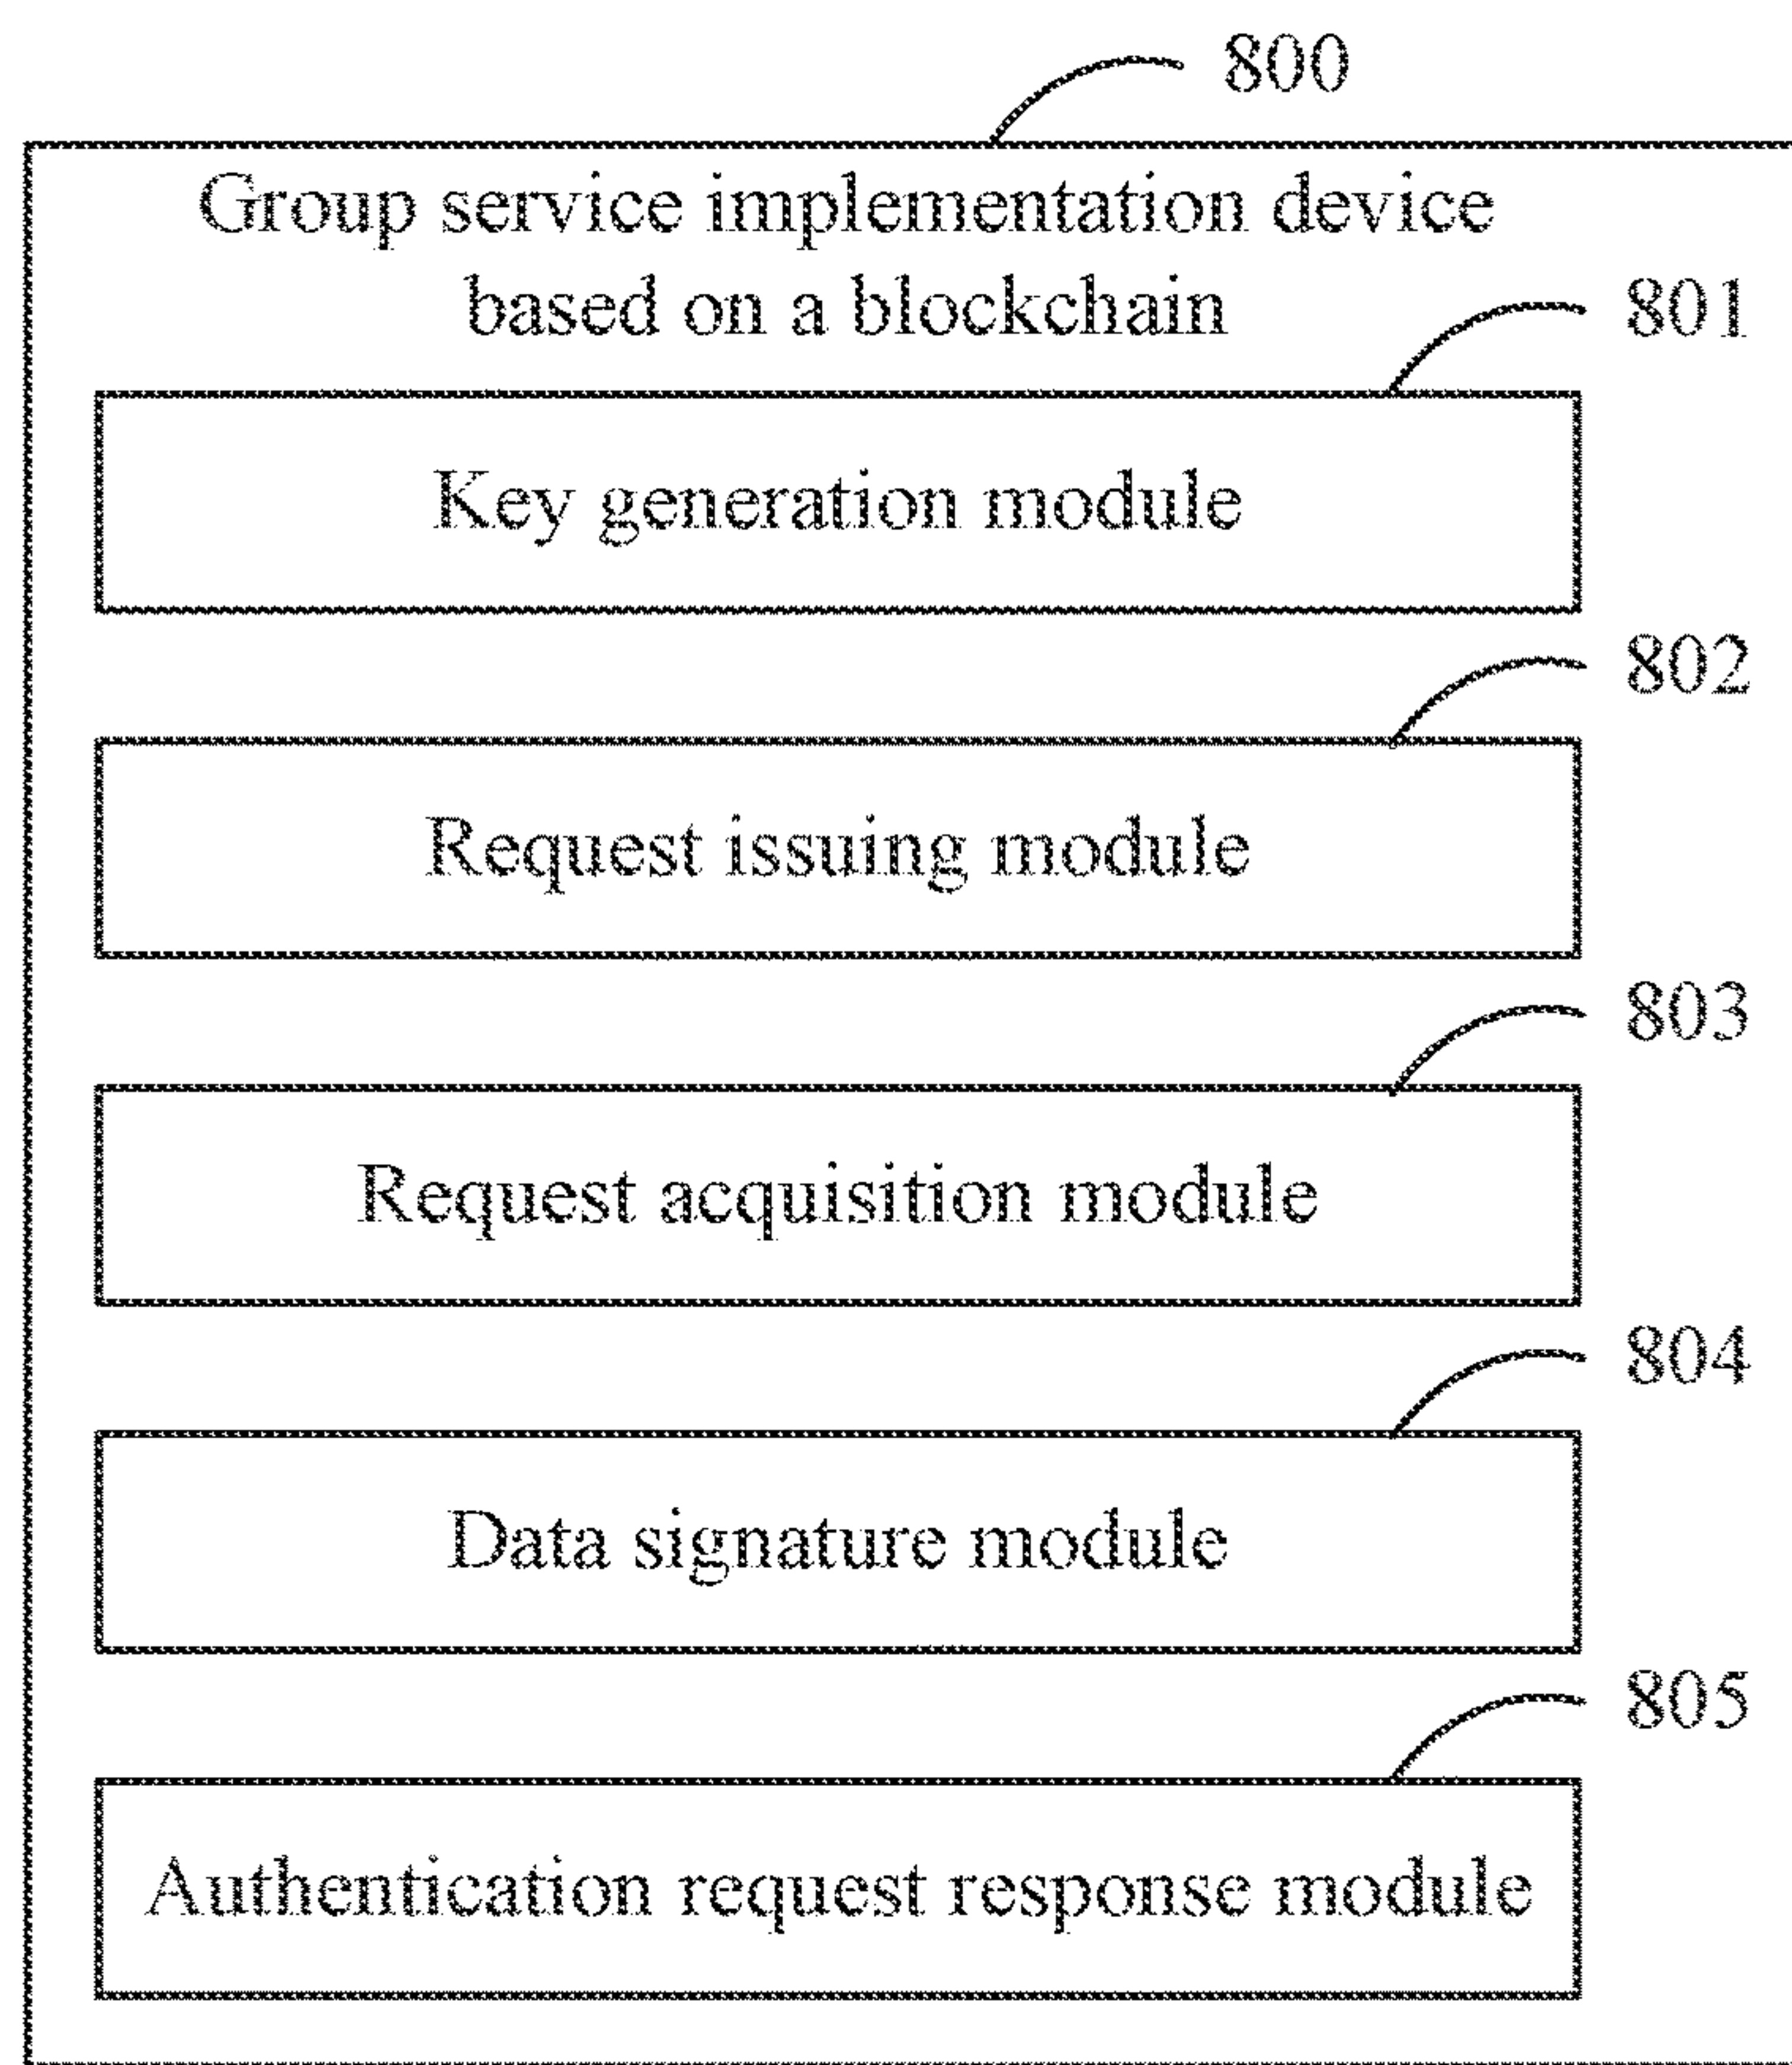 800
Group service implementation device
based on a blockchain
801
Key generation module
802
Request issuing module
803
Request acquisition module
804
Data signature module
805
Authentication request response module